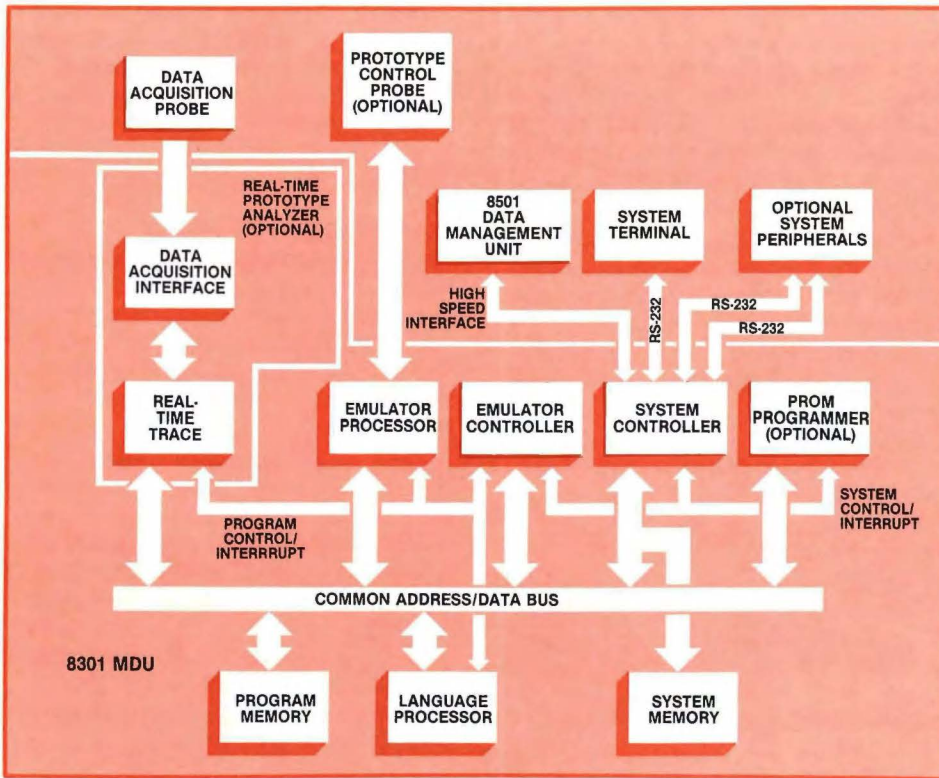 DATA
ACQUISITION
PROBE
PROTOTYPE
CONTROL
PROBE
(OPTIONAL)
REAL-TIME
PROTOTYPE
ANALYZER
(OPTIONAL)
8501
DATA
MANAGEMENT
UNIT
SYSTEM
TERMINAL
OPTIONAL
SYSTEM
PERIPHERALS
DATA
ACQUISITION
INTERFACE
HIGH
SPEED
INTERFACE
RS-232
RS-232
RS-232
REAL-
TIME
TRACE
EMULATOR
PROCESSOR
EMULATOR
CONTROLLER
SYSTEM
CONTROLLER
PROM
PROGRAMMER
(OPTIONAL)
PROGRAM
CONTROL/
INTERRRUPT
SYSTEM
CONTROL/
INTERRUPT
COMMON ADDRESS/DATA BUS
8301 MDU
PROGRAM
MEMORY
LANGUAGE
PROCESSOR
SYSTEM
MEMORY